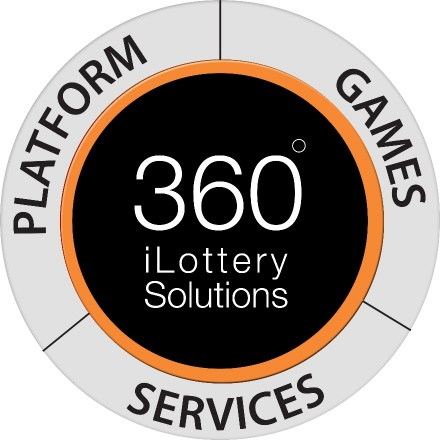 PLATFORM
GAMES
360°
iLottery
Solutions
SERVICES